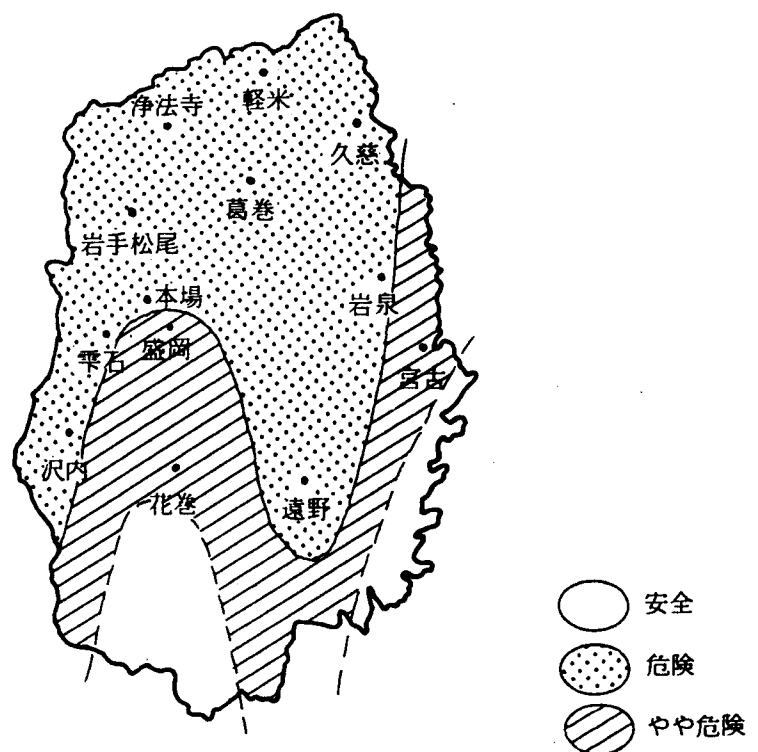 軽米
浄法寺
久慈
葛巻
岩手松尾
本場
岩泉
盛岡
雫石
宮古
沢内
花巻
遠野
安全
危険
やや危険